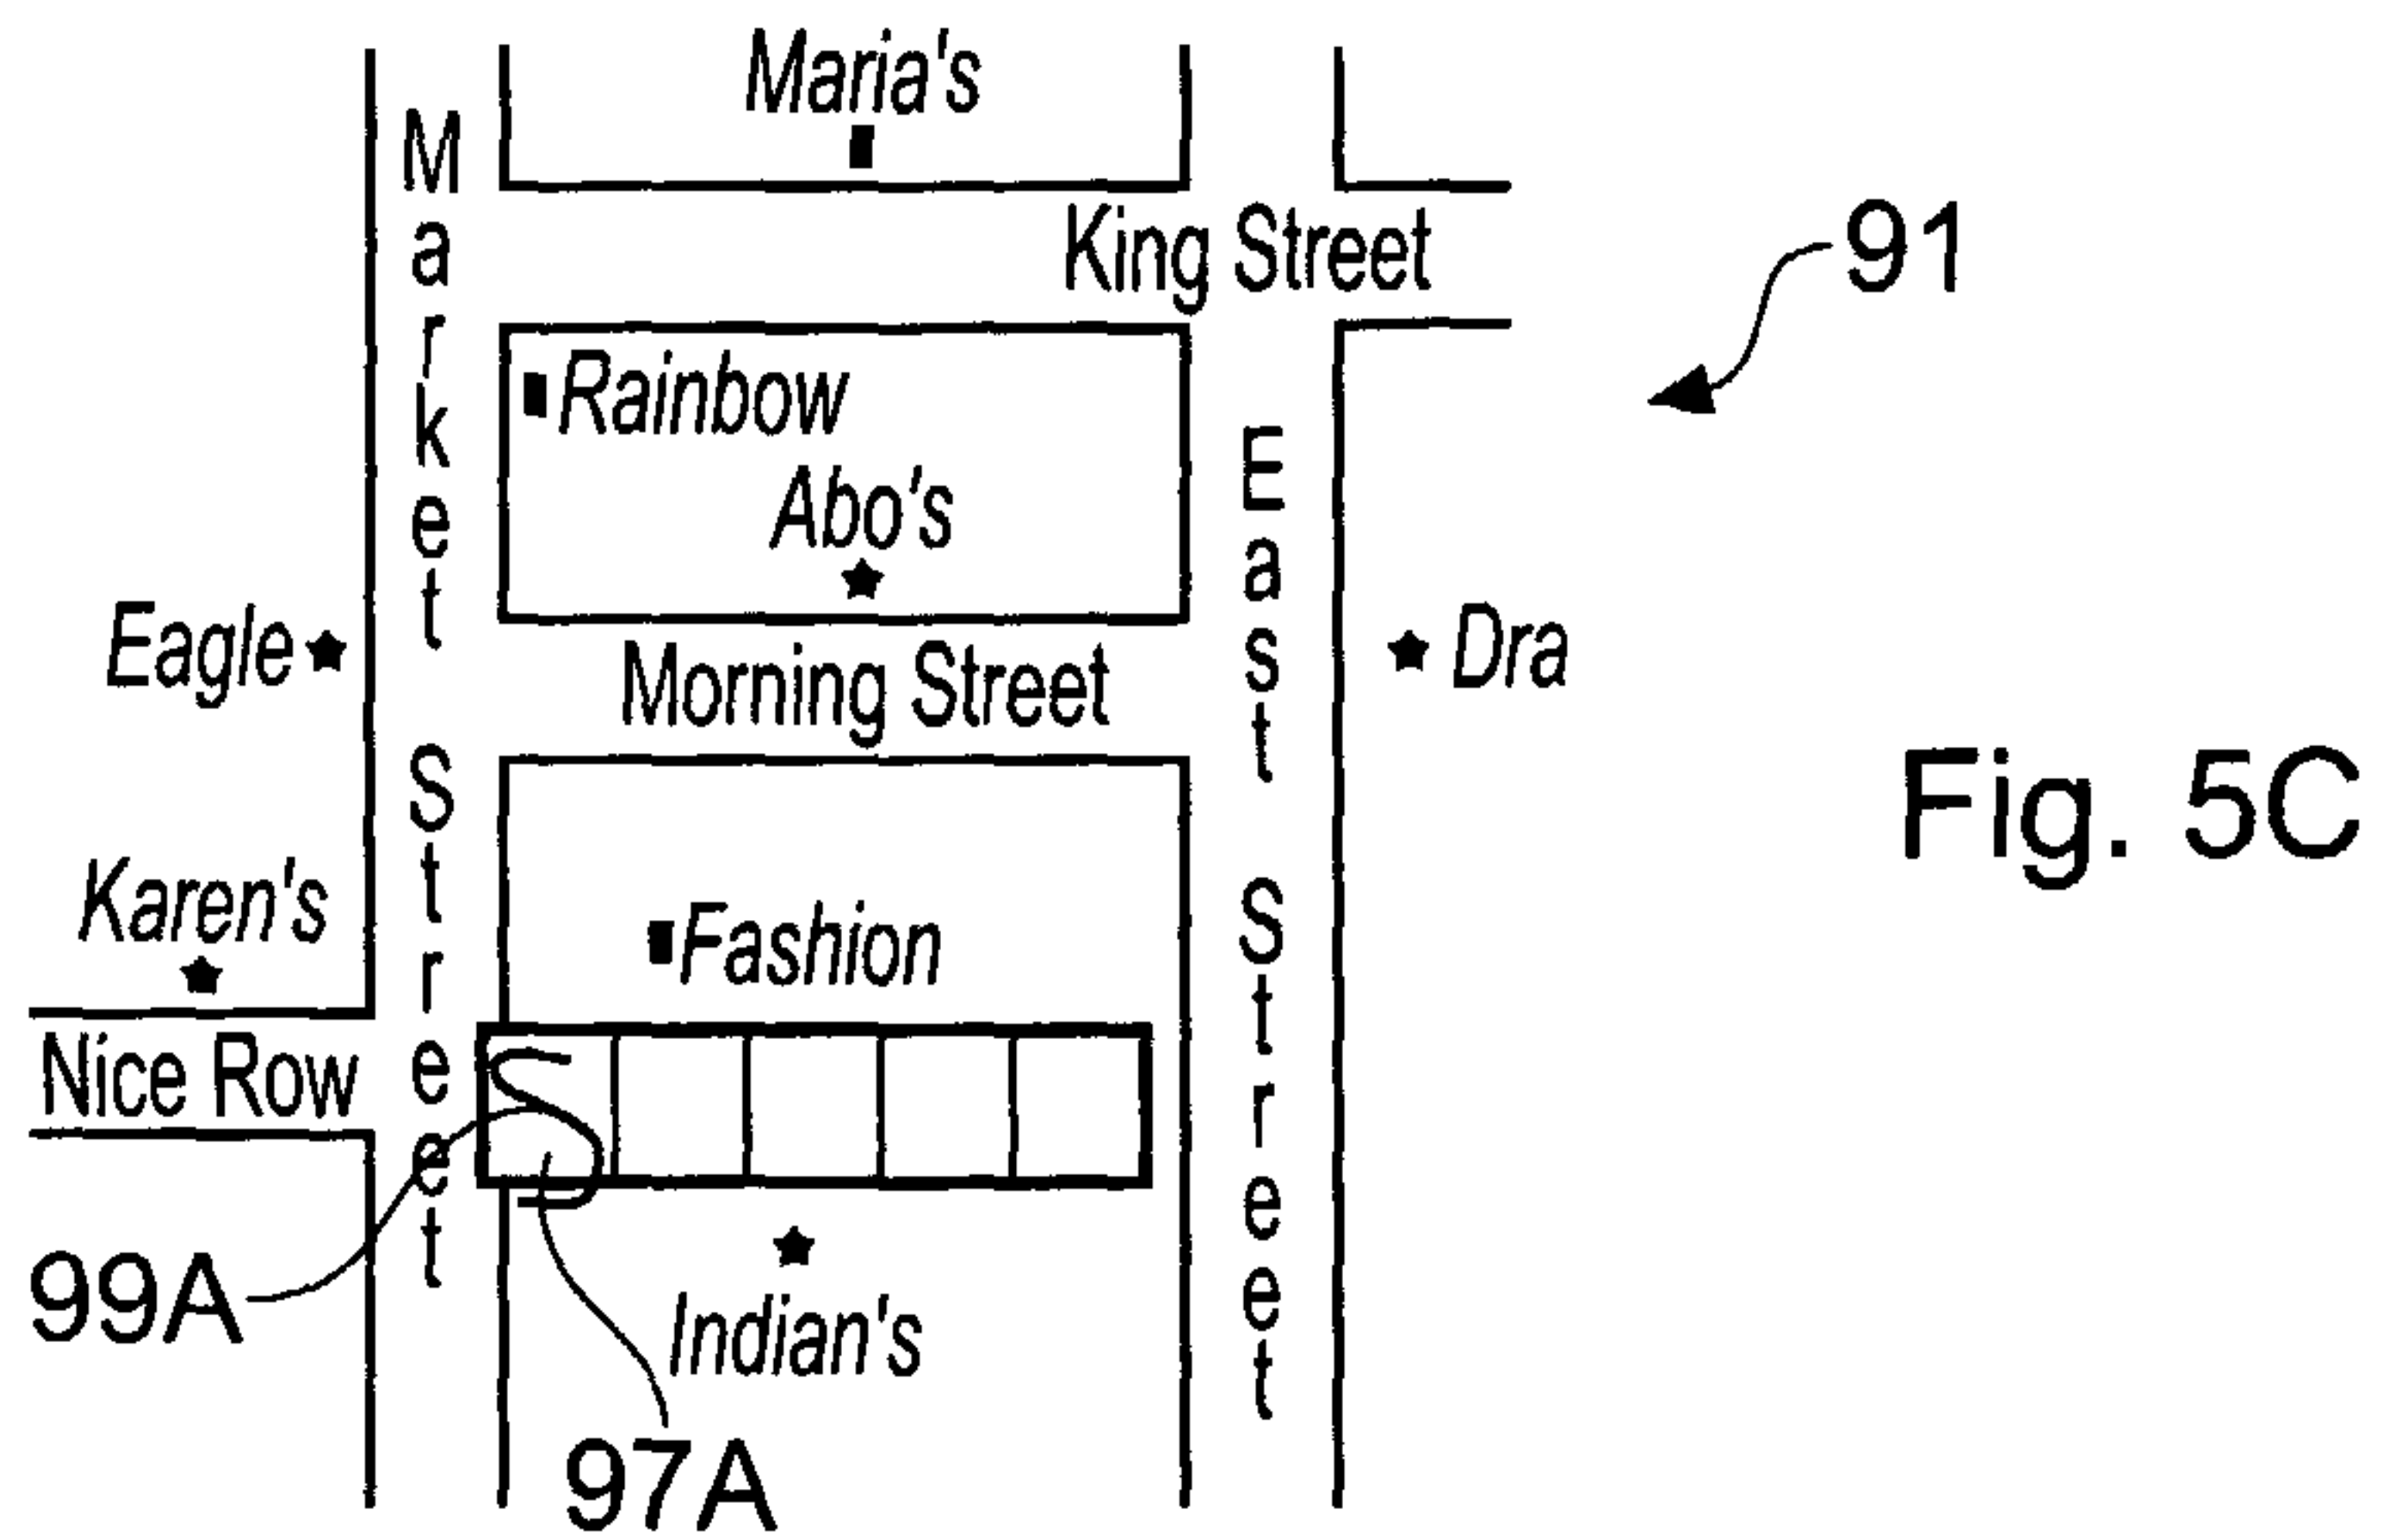 Maria's
Market Street
King Street
91
Rainbow
Abo's
East Street
Eagle
Morning Street
Dra
Fig. 5C
Karen's
Fashion
Nice Row
99A
Indian's
97A